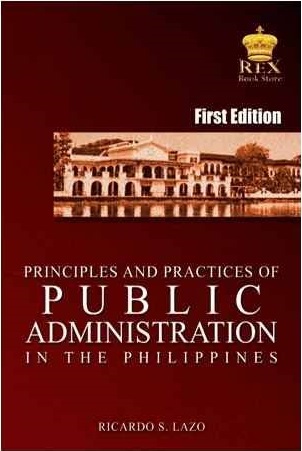 REX
Book Store
First Edition
PRINCIPLES AND PRACTICES OF
PUBLIC
ADMINISTRATION
IN THE PHILIPPINES
RICARDO S. LAZO